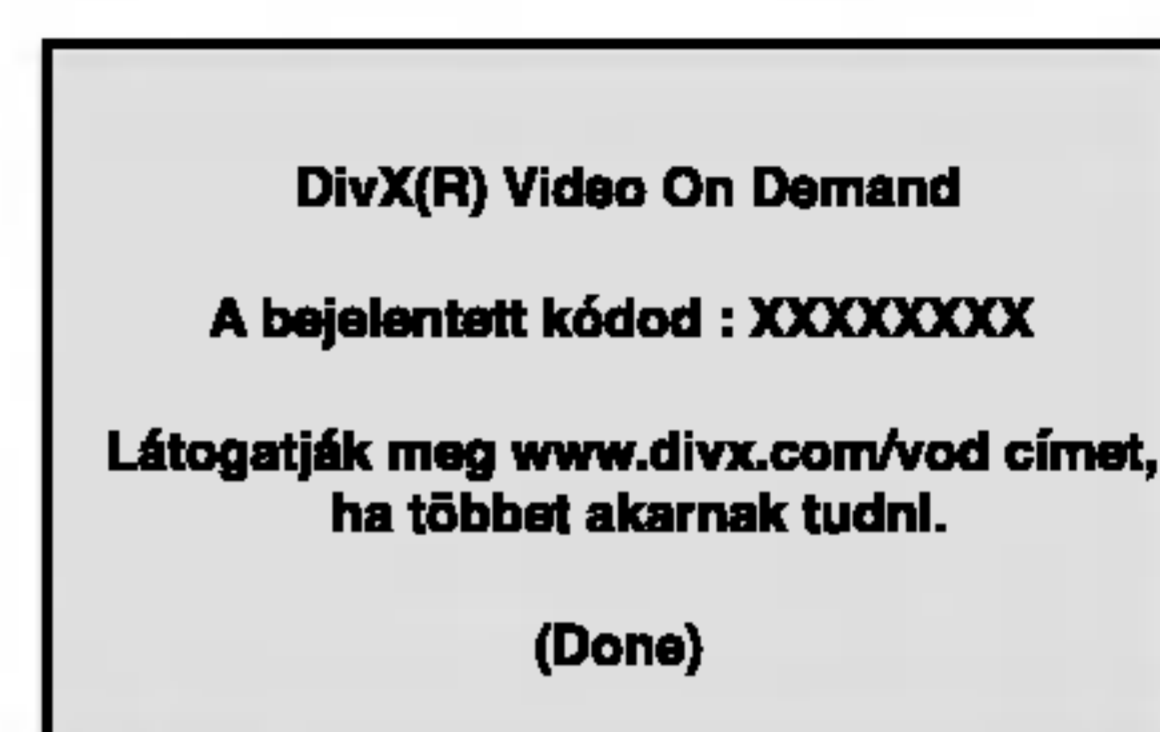 DivX(R) Video On Demand
A bejelentett kódod : XXXXXXXX
Látogatják meg www.divx.com/vod címet,
ha többet akarnak tudni.
(Done)